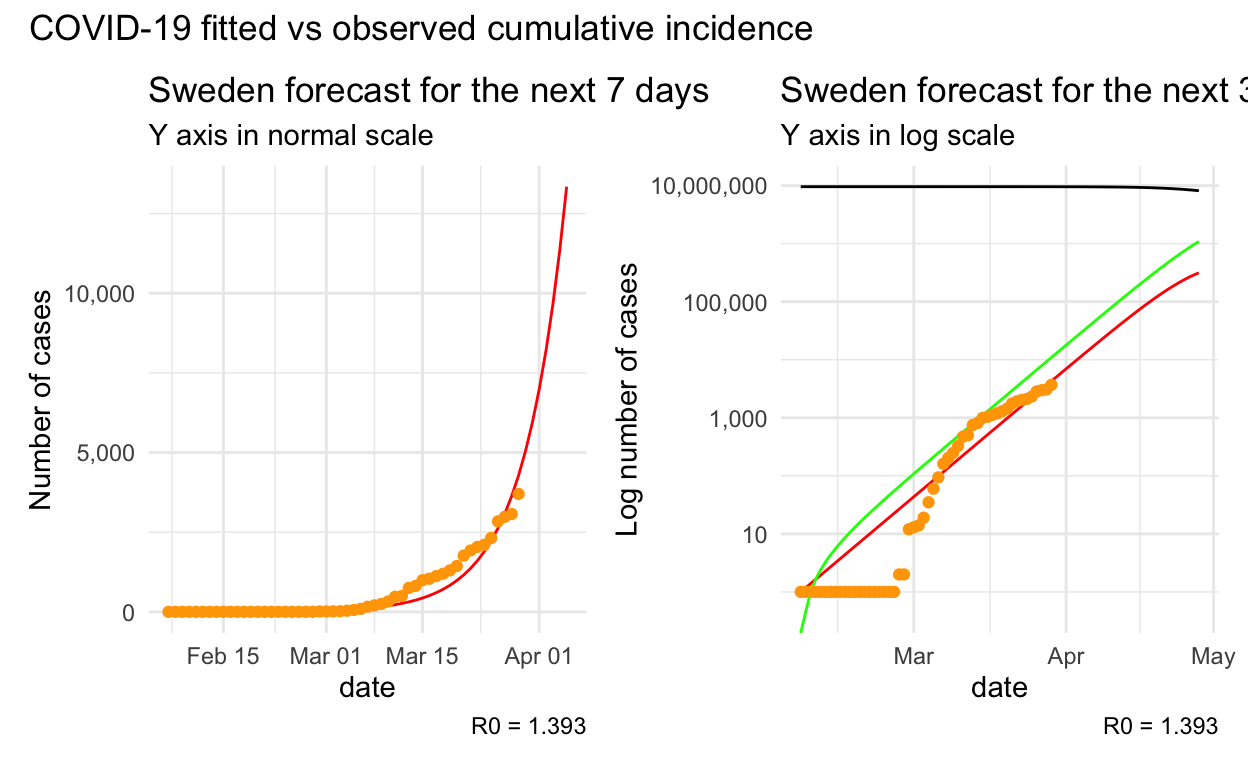 COVID-19 fitted vs observed cumulative incidence
Sweden forecast for the next 7 days
Y axis in normal scale
Number of cases
10,000
5,000
0
Feb 15 Mar 01 Mar 15 Apr 01
date
R0 = 1.393
Sweden forecast for the next 3
Y axis in log scale
Log number of cases
10,000,000
100,000
1,000
10
Mar Apr May
date
R0 = 1.393